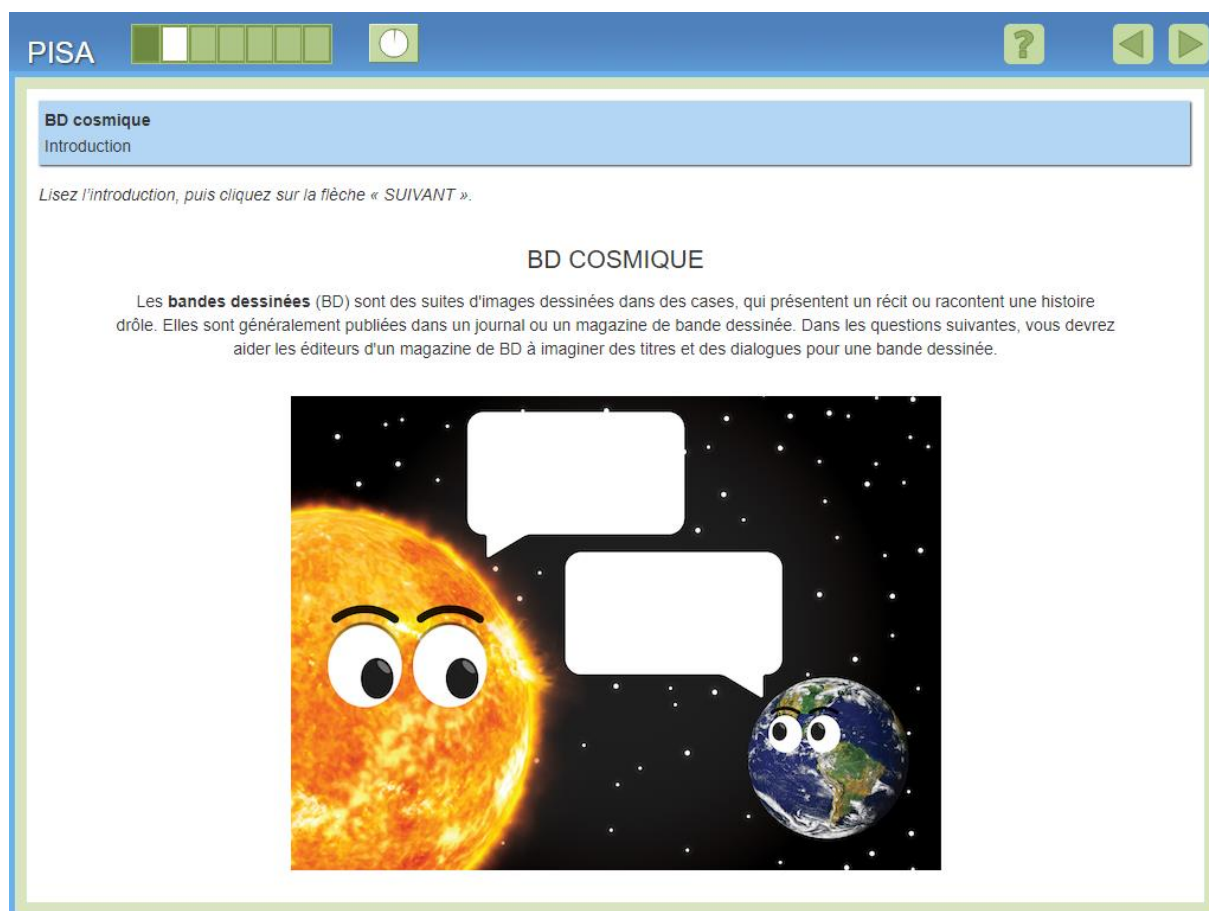 PISA
?
BD cosmique
Introduction
Lisez l'introduction, puis cliquez sur la flèche « SUIVANT ».
BD COSMIQUE
Les bandes dessinées (BD) sont des suites d'images dessinées dans des cases, qui présentent un récit ou racontent une histoire
drôle. Elles sont généralement publiées dans un journal ou un magazine de bande dessinée. Dans les questions suivantes, vous devrez
aider les éditeurs d'un magazine de BD à imaginer des titres et des dialogues pour une bande dessinée.